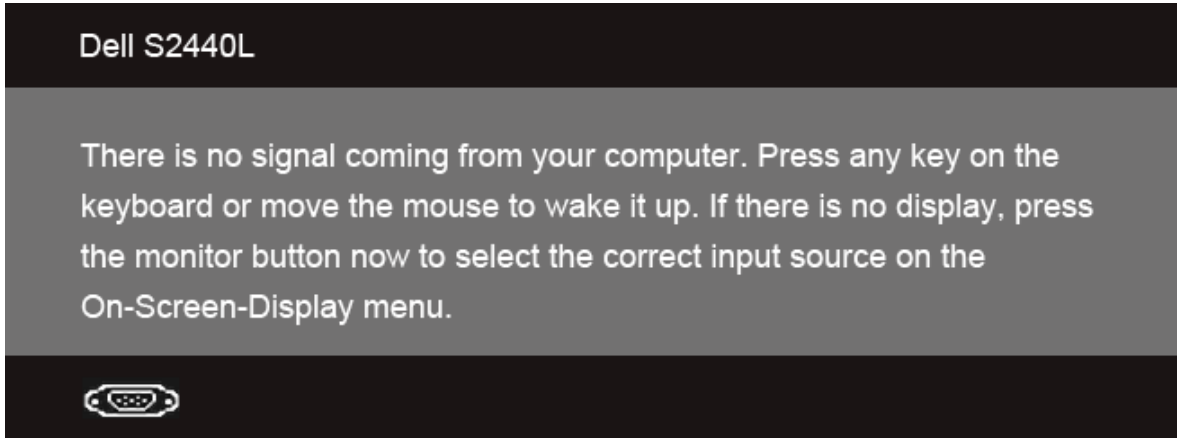 Dell S2440L
There is no signal coming from your computer. Press any key on the
keyboard or move the mouse to wake it up. If there is no display, press
the monitor button now to select the correct input source on the
On-Screen-Display menu.